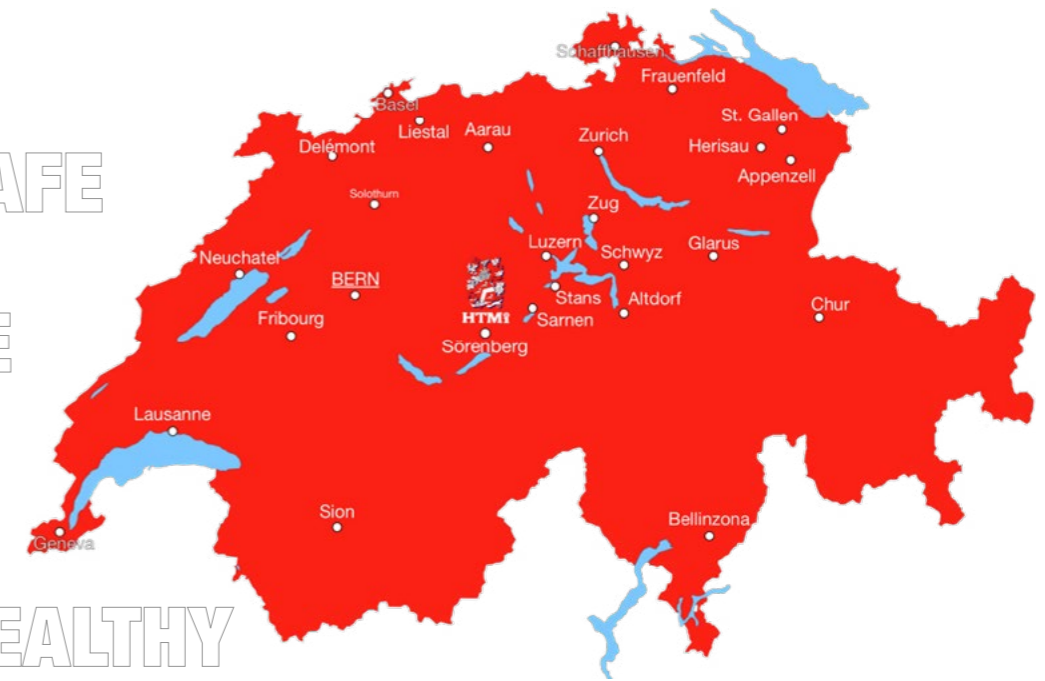 Schaffhausen
Frauenfeld
Basel
St. Gallen
Liestal
Aarau
Zurich
Delémont
Herisau
AFE
Appenzell
Solothurn
Zug
Luzern
Schwyz
Glarus
Neuchatel
BERN
Stans
Altdorf
Chur
HTMi
Sarnen
Fribourg
E
Sörenberg
Lausanne
Sion
Bellinzona
Geneva
EALTHY